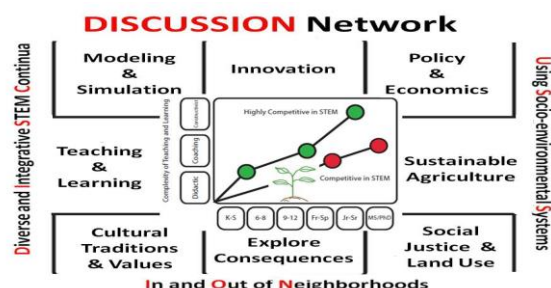 DISCUSSION Network
Modeling
&
Simulation
Innovation
Policy
&
Economics
Diverse and Integrative STEM Continua
Using Socio-environmental Systems
Complexity of Teaching and Learning
Constructivist
Coaching
Didactic
Highly Competitive in STEM
Competitive in STEM
Teaching
&
Learning
Sustainable
Agriculture
K-5
6-8
9-12
Fr-Sp
Jr-Sr
MS/PhD
Cultural
Traditions
& Values
Explore
Consequences
Social
Justice &
Land Use
In and Out of Neighborhoods